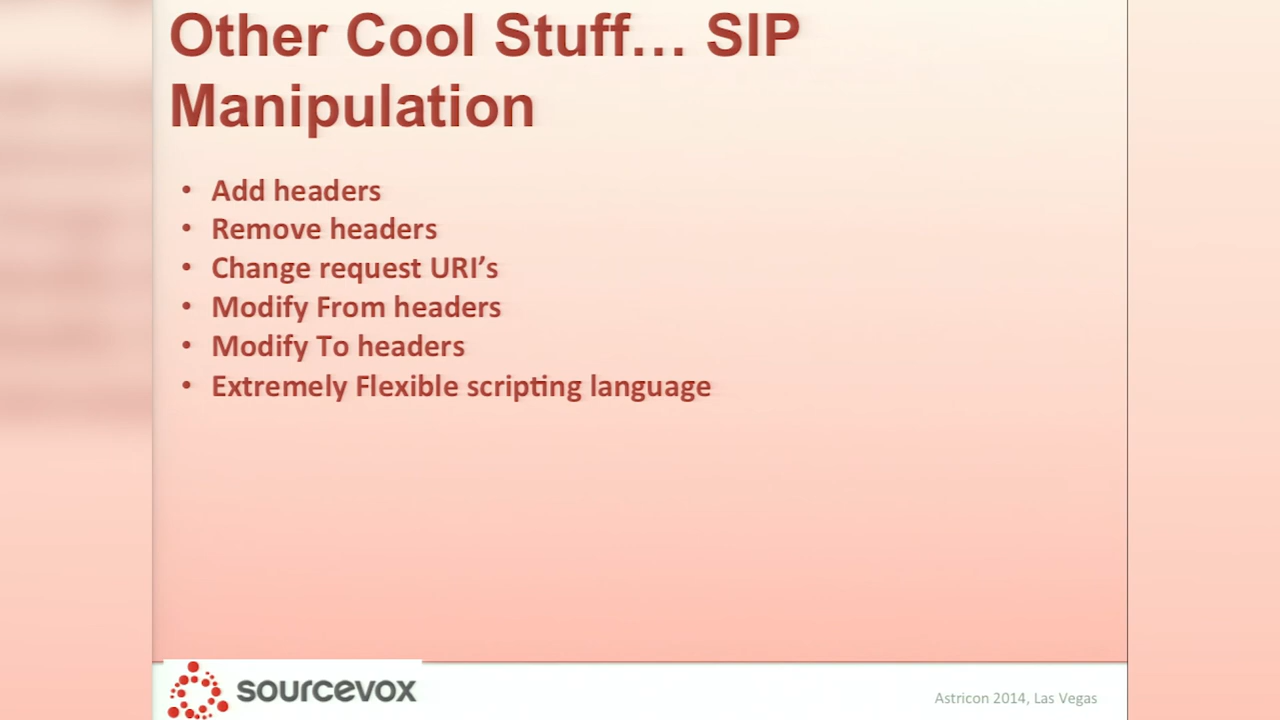 Other Cool Stuff… SIP
Manipulation
• Add headers
• Remove headers
• Change request URI’s
• Modify From headers
• Modify To headers
• Extremely Flexible scripting language
sourcevox
Astricon 2014, Las Vegas